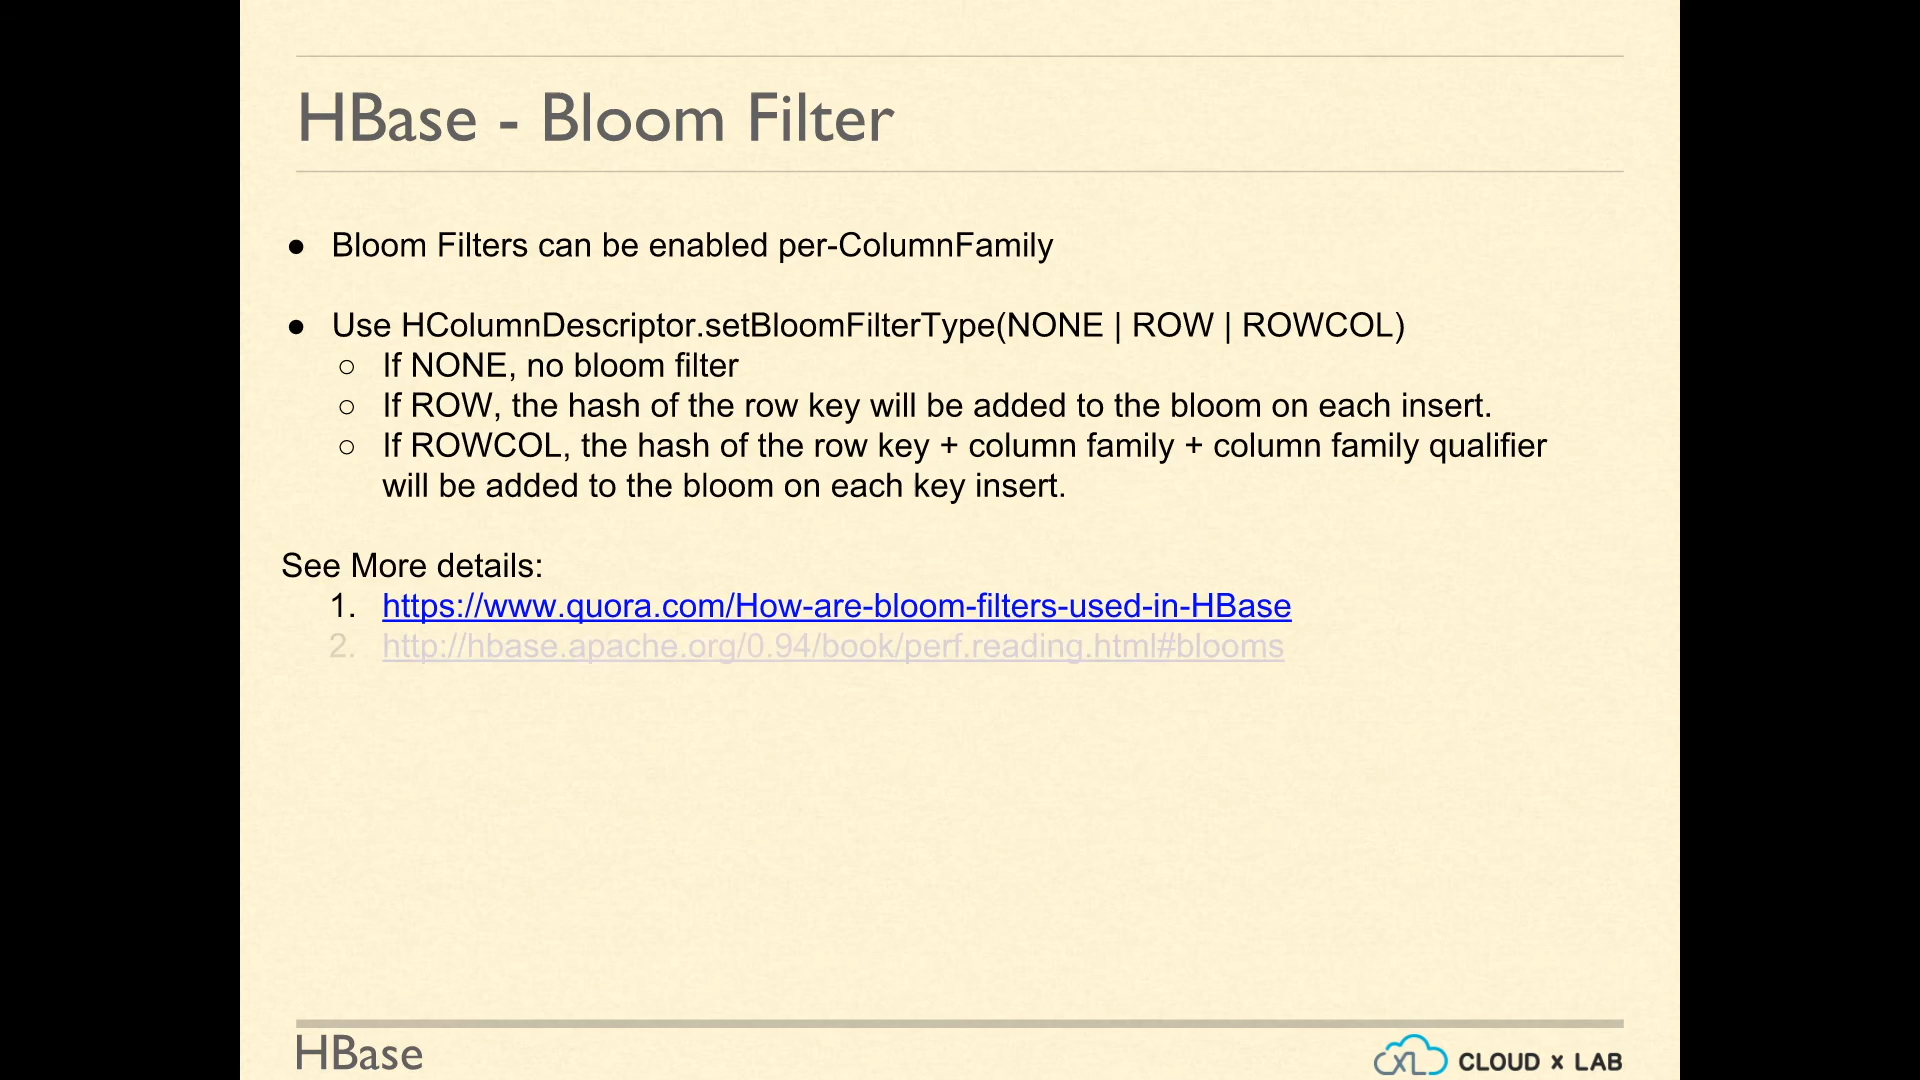 HBase - Bloom Filter
● Bloom Filters can be enabled per-ColumnFamily
● Use HColumnDescriptor.setBloomFilterType(NONE | ROW | ROWCOL)
○ If NONE, no bloom filter
○ If ROW, the hash of the row key will be added to the bloom on each insert.
○ If ROWCOL, the hash of the row key + column family + column family qualifier
will be added to the bloom on each key insert.
See More details:
1. https://www.quora.com/How-are-bloom-filters-used-in-HBase
2. http://hbase.apache.org/0.94/book/perf.reading.html#blooms
HBase
CXL CLOUD x LAB